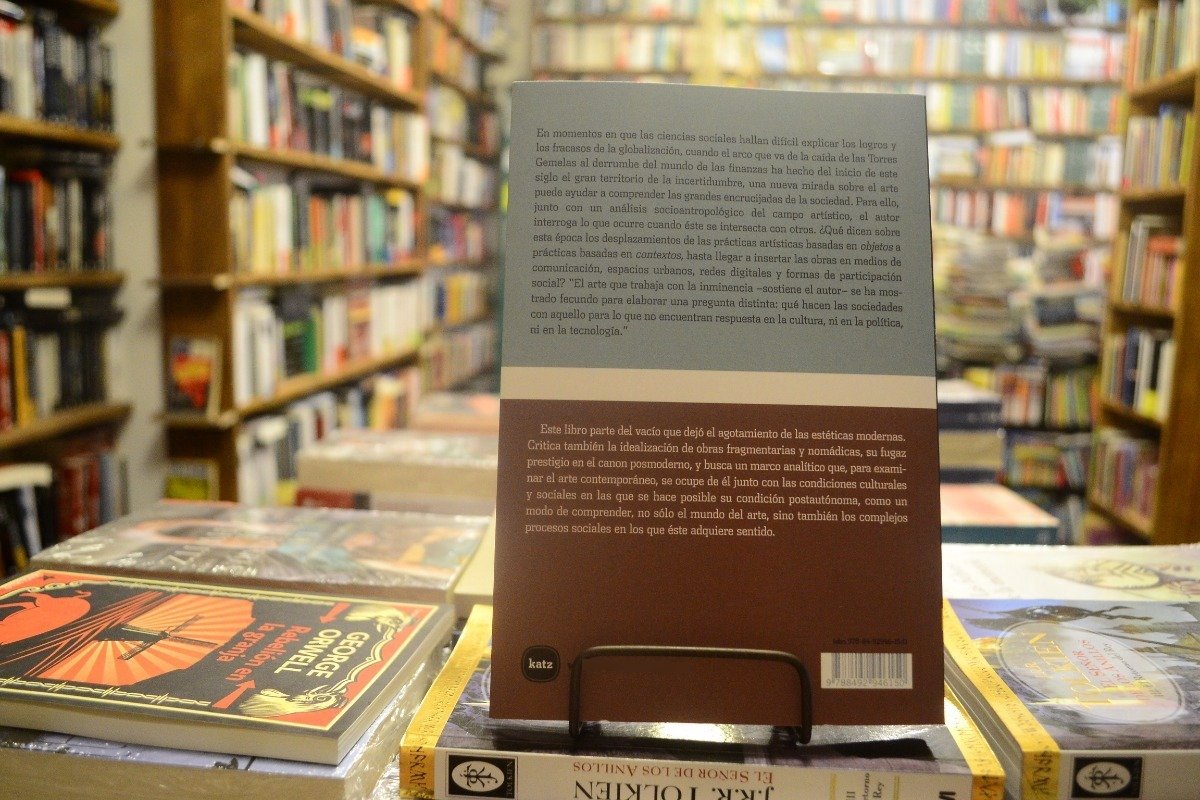 En momentos en que las ciencias sociales hallan difícil explicar los logros y
los fracasos de la globalización, cuando el arco que va de la caída de las Torres
Gemelas al derrumbe del mundo de las finanzas ha hecho del inicio de este
siglo el gran territorio de la incertidumbre, una nueva mirada sobre el arte
puede ayudar a comprender las grandes encrucijadas de la sociedad. Para ello,
junto con un análisis socioantropológico del campo artístico, el autor
interroga lo que ocurre cuando éste se intersecta con otros. ¿Qué dicen sobre
esta época los desplazamientos de las prácticas artísticas basadas en objetos a
prácticas basadas en contextos, hasta llegar a insertar las obras en medios de
comunicación, espacios urbanos, redes digitales y formas de participación
social? "El arte que trabaja con la inminencia –sostiene el autor– se ha mos-
trado fecundo para elaborar una pregunta distinta: qué hacen las sociedades
con aquello para lo que no encuentran respuesta en la cultura, ni en la política,
ni en la tecnología."
Este libro parte del vacío que dejó el agotamiento de las estéticas modernas.
Critica también la idealización de obras fragmentarias y nomádicas, su fugaz
prestigio en el canon posmoderno, y busca un marco analítico que, para exami-
nar el arte contemporáneo, se ocupe de él junto con las condiciones culturales
y sociales en las que se hace posible su condición postautónoma, como un
modo de comprender, no sólo el mundo del arte, sino también los complejos
procesos sociales en los que éste adquiere sentido.
katz
9 788492 946150
GEORGE
ORWELL
Rebelión en
la granja
EL SEÑOR DE LOS ANILLOS
J.R.R. TOLKIEN
TOLKIEN